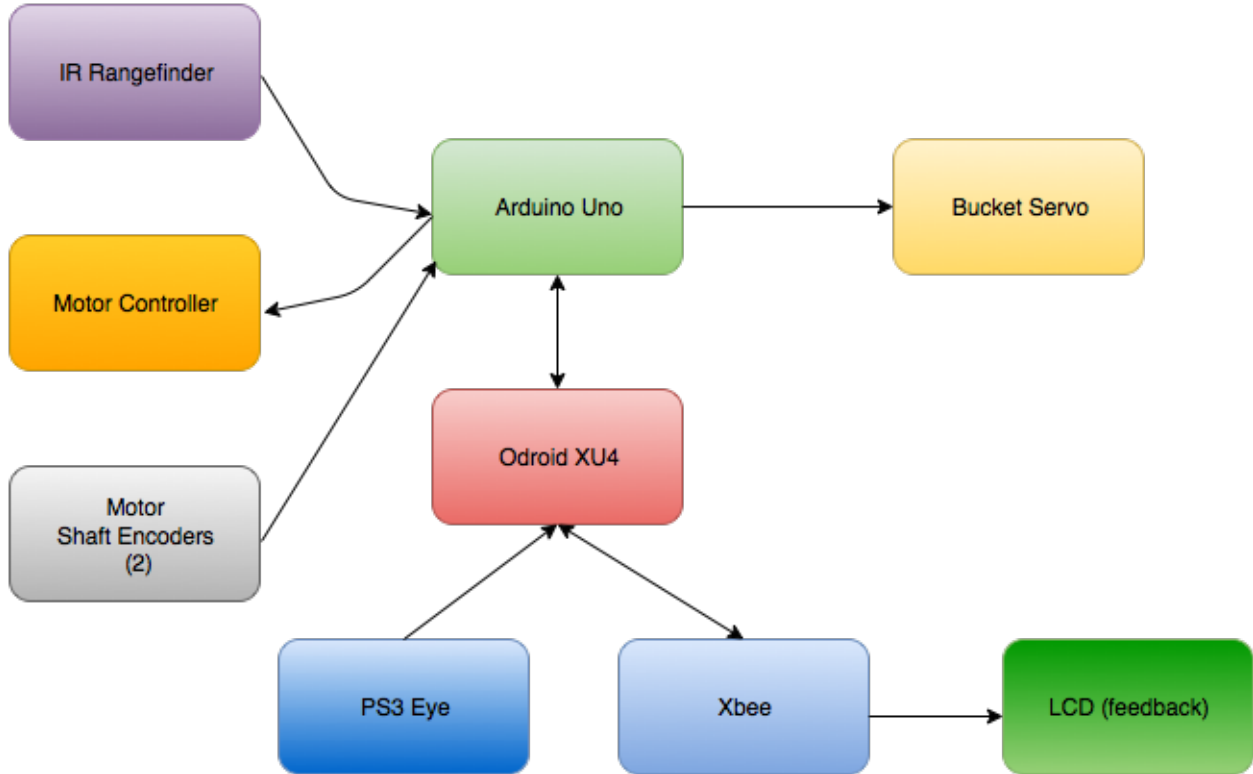 IR Rangefinder
Arduino Uno
Bucket Servo
Motor Controller
Odroid XU4
Motor
Shaft Encoders
(2)
PS3 Eye
Xbee
LCD (feedback)